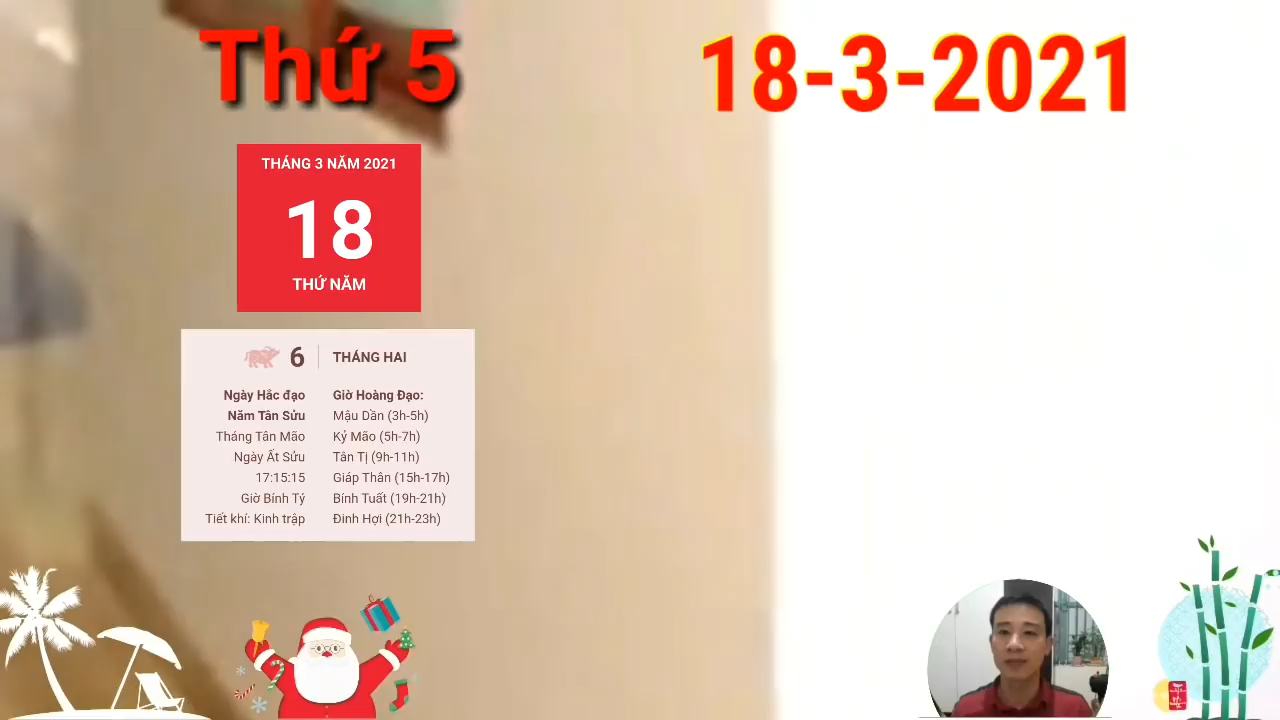 Thứ 5
18-3-2021
THÁNG 3 NĂM 2021
18
THỨ NĂM
6
THÁNG HAI
Ngày Hắc đạo
Năm Tân Sửu
Tháng Tân Mão
Ngày Ất Sửu
17:15:15
Giờ Bính Tý
Tiết khí: Kinh trập
Giờ Hoàng Đạo:
Mậu Dần (3h-5h)
Kỷ Mão (5h-7h)
Tân Tị (9h-11h)
Giáp Thân (15h-17h)
Bính Tuất (19h-21h)
Đinh Hợi (21h-23h)